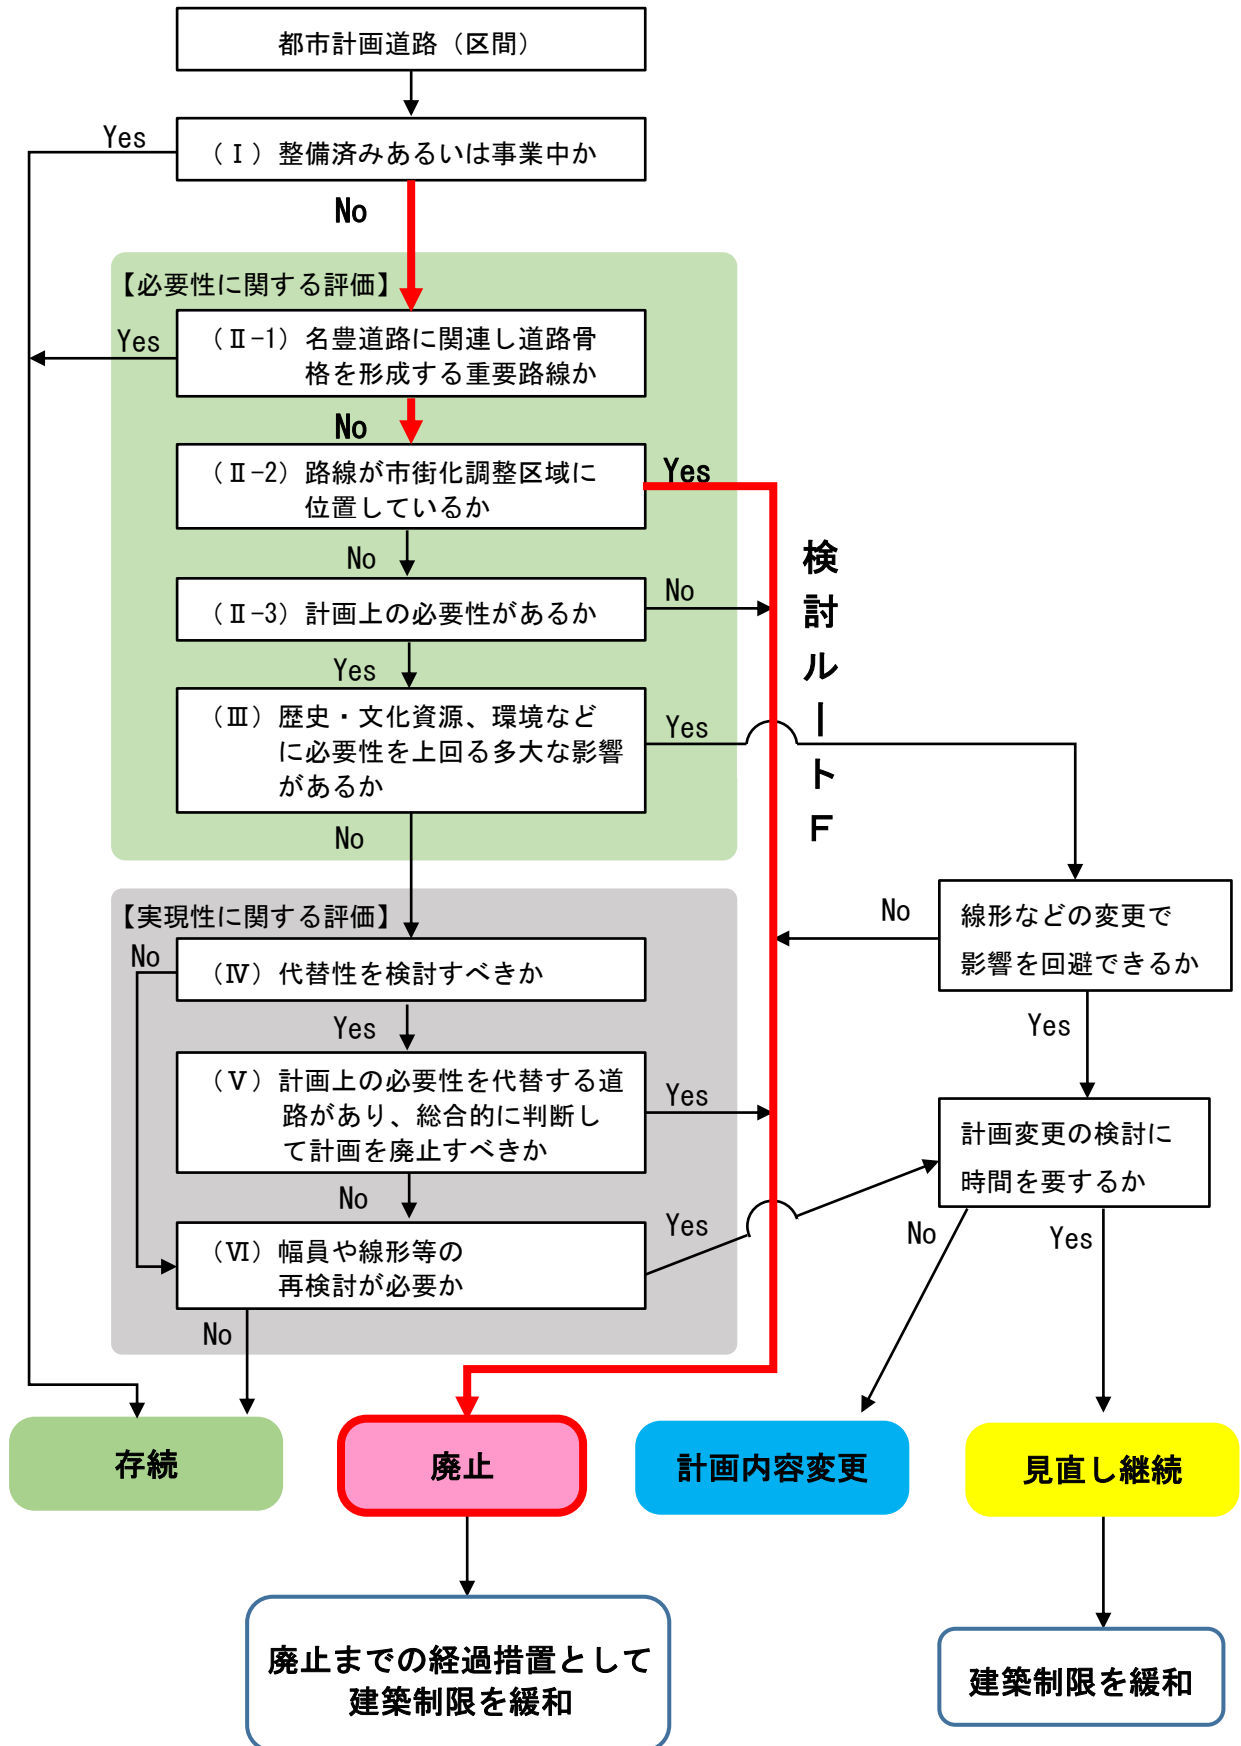 都市計画道路（区間）
Yes
（Ⅰ）整備済みあるいは事業中か
No
【必要性に関する評価】
Yes
（Ⅱ-1）名豊道路に関連し道路骨
格を形成する重要路線か
No
（Ⅱ-2）路線が市街化調整区域に
位置しているか
Yes
No
（Ⅱ-3）計画上の必要性があるか
No
Yes
（Ⅲ）歴史・文化資源、環境など
に必要性を上回る多大な影響
があるか
Yes
No
検討ルートF
【実現性に関する評価】
No
（Ⅳ）代替性を検討すべきか
Yes
（Ⅴ）計画上の必要性を代替する道
路があり、総合的に判断し
て計画を廃止すべきか
Yes
No
（Ⅵ）幅員や線形等の
再検討が必要か
Yes
No
No
線形などの変更で
影響を回避できるか
Yes
計画変更の検討に
時間を要するか
No
Yes
存続
廃止
計画内容変更
見直し継続
廃止までの経過措置として
建築制限を緩和
建築制限を緩和